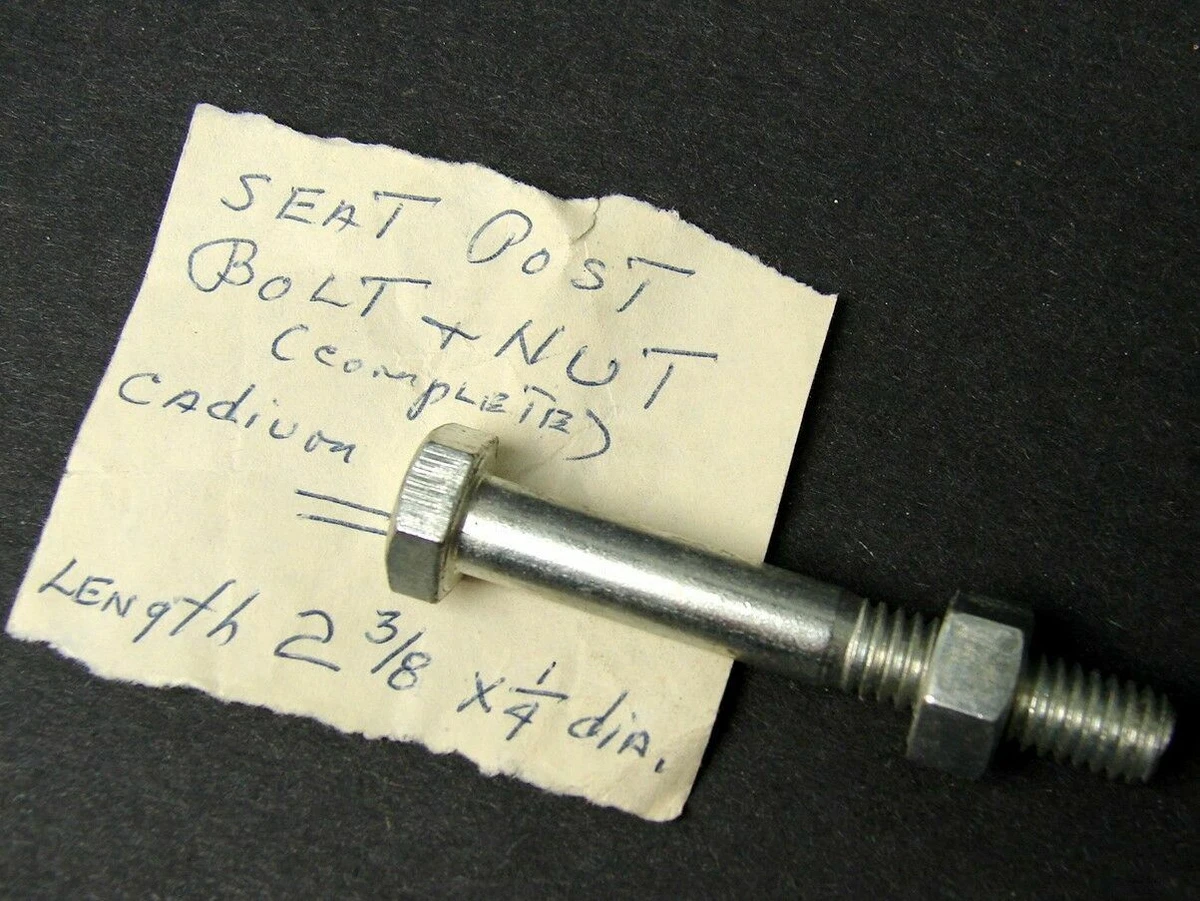 SEAT POST
BOLT + NUT
(COMPLETE)
CADiUm
LENgth 2 3/8 x 1/4 diA.